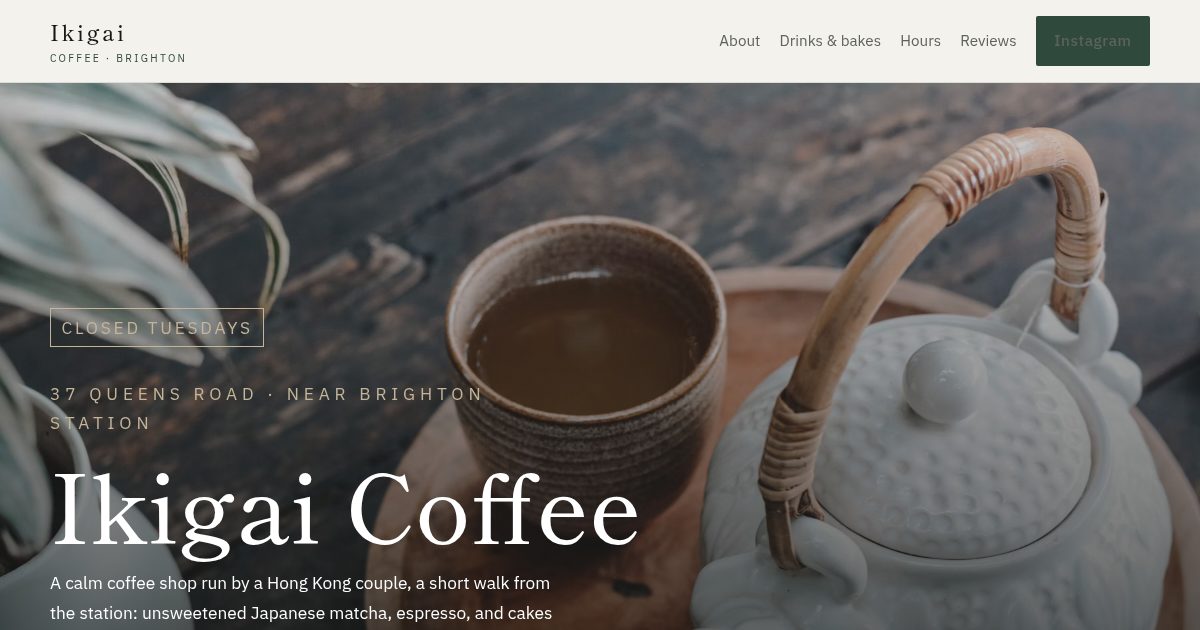 Ikigai
COFFEE · BRIGHTON
About
Drinks & bakes
Hours
Reviews
Instagram
CLOSED TUESDAYS
37 QUEENS ROAD · NEAR BRIGHTON
STATION
Ikigai Coffee
A calm coffee shop run by a Hong Kong couple, a short walk from
the station: unsweetened Japanese matcha, espresso, and cakes